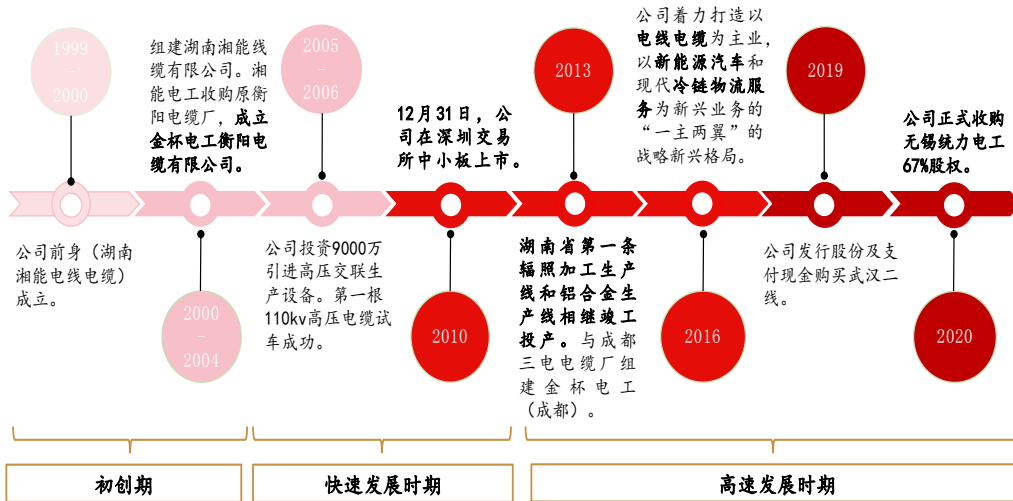 1999
–
2000
公司前身（湖南
湘能电线电缆）
成立。
组建湖南湘能线
缆有限公司。湘
能电工收购原衡
阳电缆厂，成立
金杯电工衡阳电
缆有限公司。
2000
–
2004
2005
–
2006
公司投资9000万
引进高压交联生
产设备。第一根
110kv高压电缆试
车成功。
12月31日，公
司在深圳交易
所中小板上市。
2010
2013
湖南省第一条
辐照加工生产
线和铝合金生
产线相继竣工
投产。与成都
三电电缆厂组
建金杯电工
（成都）。
公司着力打造以
电线电缆为主业，
以新能源汽车和
现代冷链物流服
务为新兴业务的
“一主两翼”的
战略新兴格局。
2016
2019
公司发行股份及支
付现金购买武汉二
线。
公司正式收购
无锡统力电工
67%股权。
2020
初创期
快速发展时期
高速发展时期